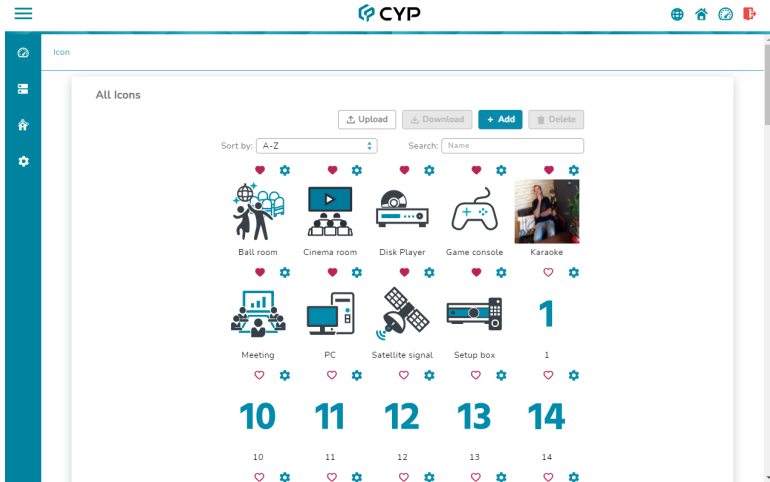 CYP
Icon
All Icons
Upload Download + Add Delete
Sort by: A-Z Search: Name
Ball room Cinema room Disk Player Game console Karaoke
1
Meeting PC Satellite signal Setup box 1
10 11 12 13 14
10 11 12 13 14